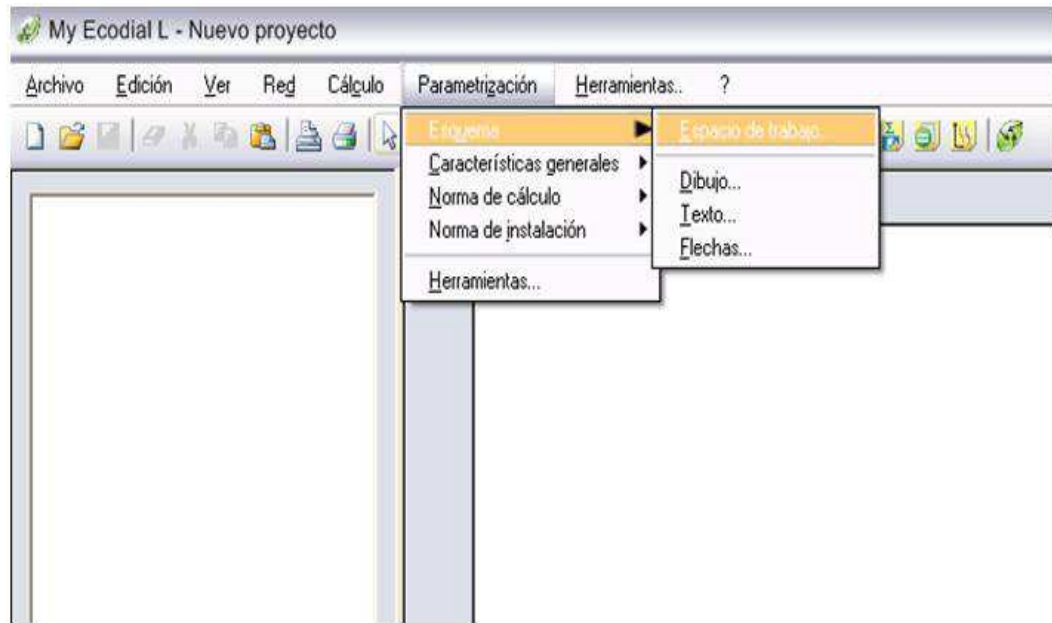 My Ecodial L - Nuevo proyecto
Archivo Edición Ver Red Cálculo Parametrización Herramientas.. ?
Esquema
Características generales
Norma de cálculo
Norma de instalación
Herramientas...
Espacio de trabajo...
Dibujo...
Texto...
Flechas...